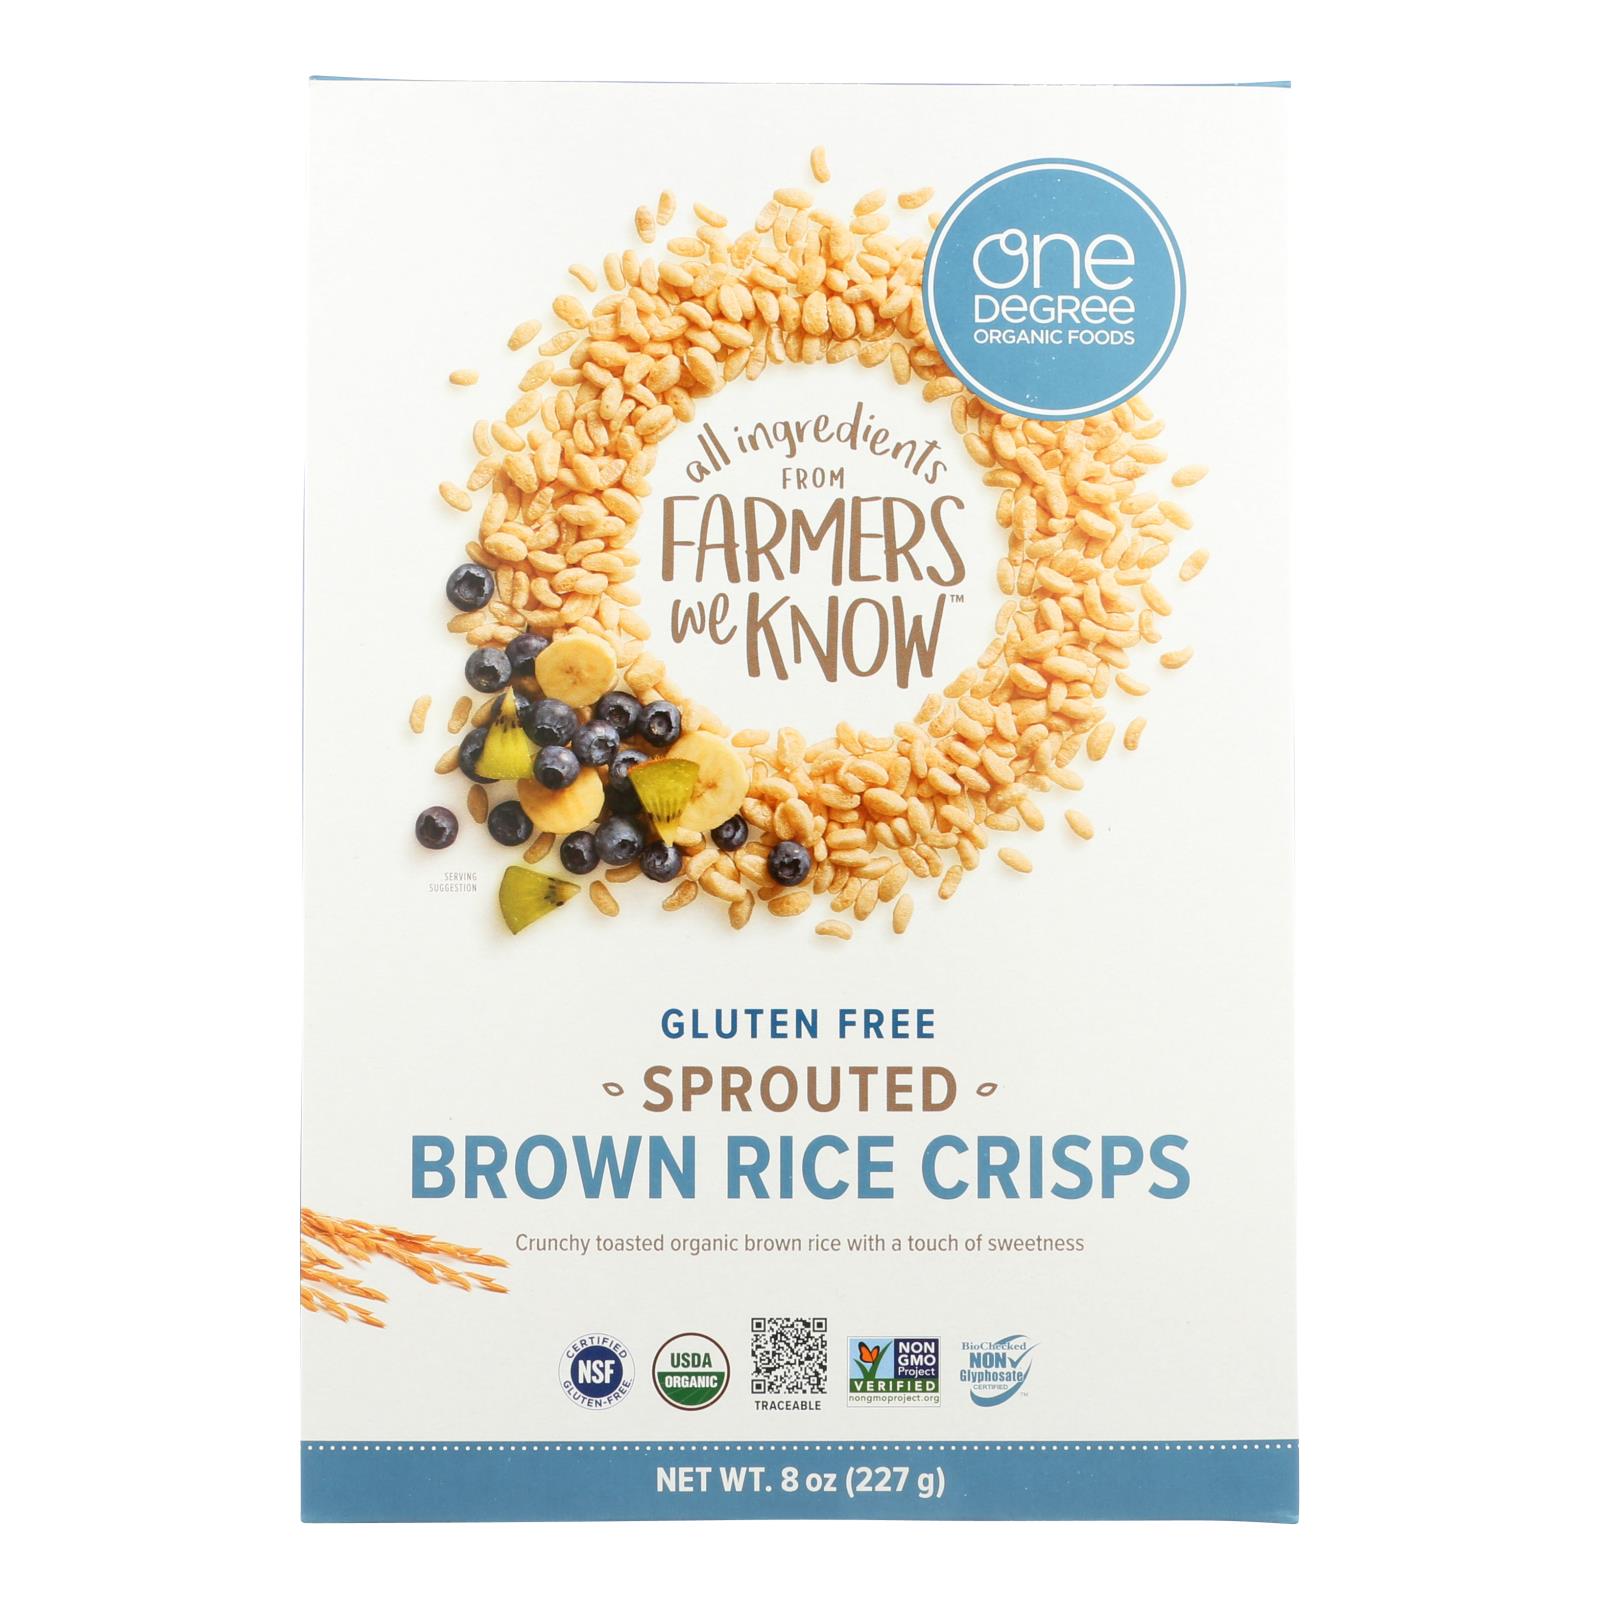 one
DEGREE
ORGANIC FOODS
all ingredients
FROM
FARMERS
we KNOW™
SERVING
SUGGESTION
GLUTEN FREE
SPROUTED
BROWN RICE CRISPS
Crunchy toasted organic brown rice with a touch of sweetness
CERTIFIED
NSF
GLUTEN-FREE
USDA
ORGANIC
TRACEABLE
NON
GMO
Project
VERIFIED
nongmoproject.org
BioChecked
NON
Glyphosate
CERTIFIED
™
NET WT. 8 oz (227 g)